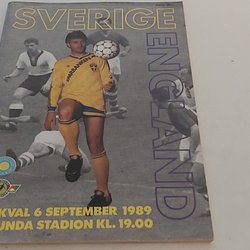 SVERIGE
ENGLAND
KVAL 6 SEPTEMBER 1989
UNDA STADION KL. 19.00